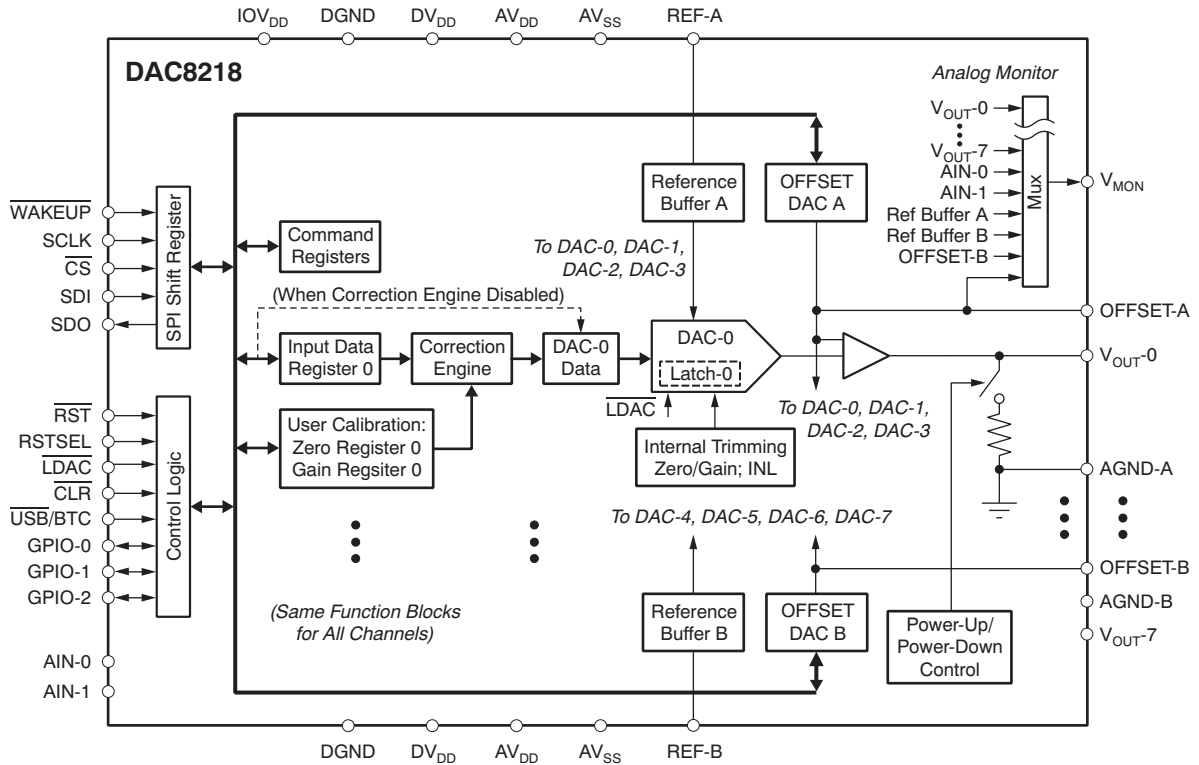 IOVDD DGND DVDD AVDD AVSS REF-A
DAC8218
Analog Monitor
VOUT-0
VOUT-7
AIN-0
AIN-1
Ref Buffer A
Ref Buffer B
OFFSET-B
Mux
VMON
Reference
Buffer A
OFFSET
DAC A
WAKEUP
SCLK
CS
SDI
SDO
SPI Shift Register
Command
Registers
To DAC-0, DAC-1,
DAC-2, DAC-3
(When Correction Engine Disabled)
OFFSET-A
Input Data
Register 0
Correction
Engine
DAC-0
Data
DAC-0
Latch-0
VOUT-0
LDAC
To DAC-0, DAC-1,
DAC-2, DAC-3
User Calibration:
Zero Register 0
Gain Regsiter 0
Internal Trimming
Zero/Gain; INL
AGND-A
RST
RSTSEL
LDAC
CLR
USB/BTC
GPIO-0
GPIO-1
GPIO-2
Control Logic
To DAC-4, DAC-5, DAC-6, DAC-7
OFFSET-B
(Same Function Blocks
for All Channels)
Reference
Buffer B
OFFSET
DAC B
Power-Up/
Power-Down
Control
AGND-B
VOUT-7
AIN-0
AIN-1
DGND DVDD AVDD AVSS REF-B